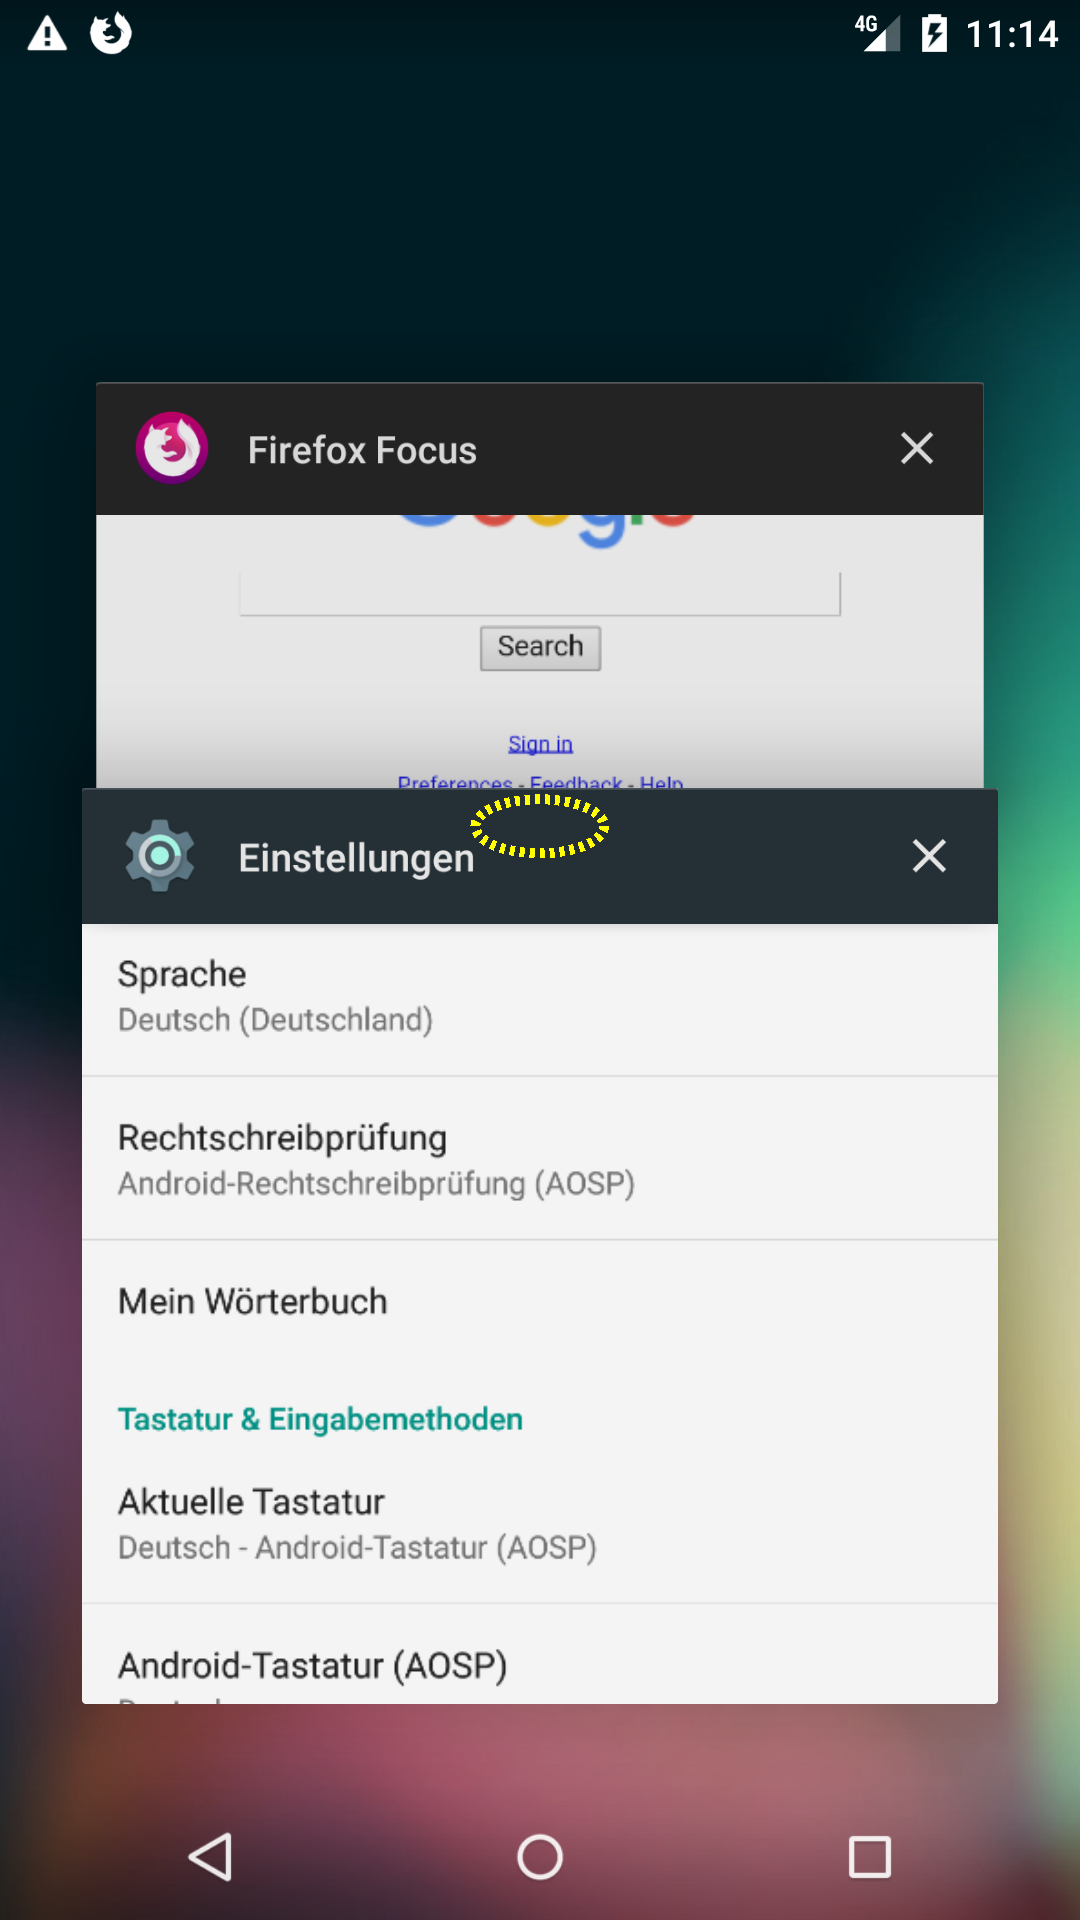 4G 11:14
Firefox Focus
Google
Search
Sign in
Preferences - Feedback - Help
Einstellungen
Sprache
Deutsch (Deutschland)
Rechtschreibprüfung
Android-Rechtschreibprüfung (AOSP)
Mein Wörterbuch
Tastatur & Eingabemethoden
Aktuelle Tastatur
Deutsch - Android-Tastatur (AOSP)
Android-Tastatur (AOSP)